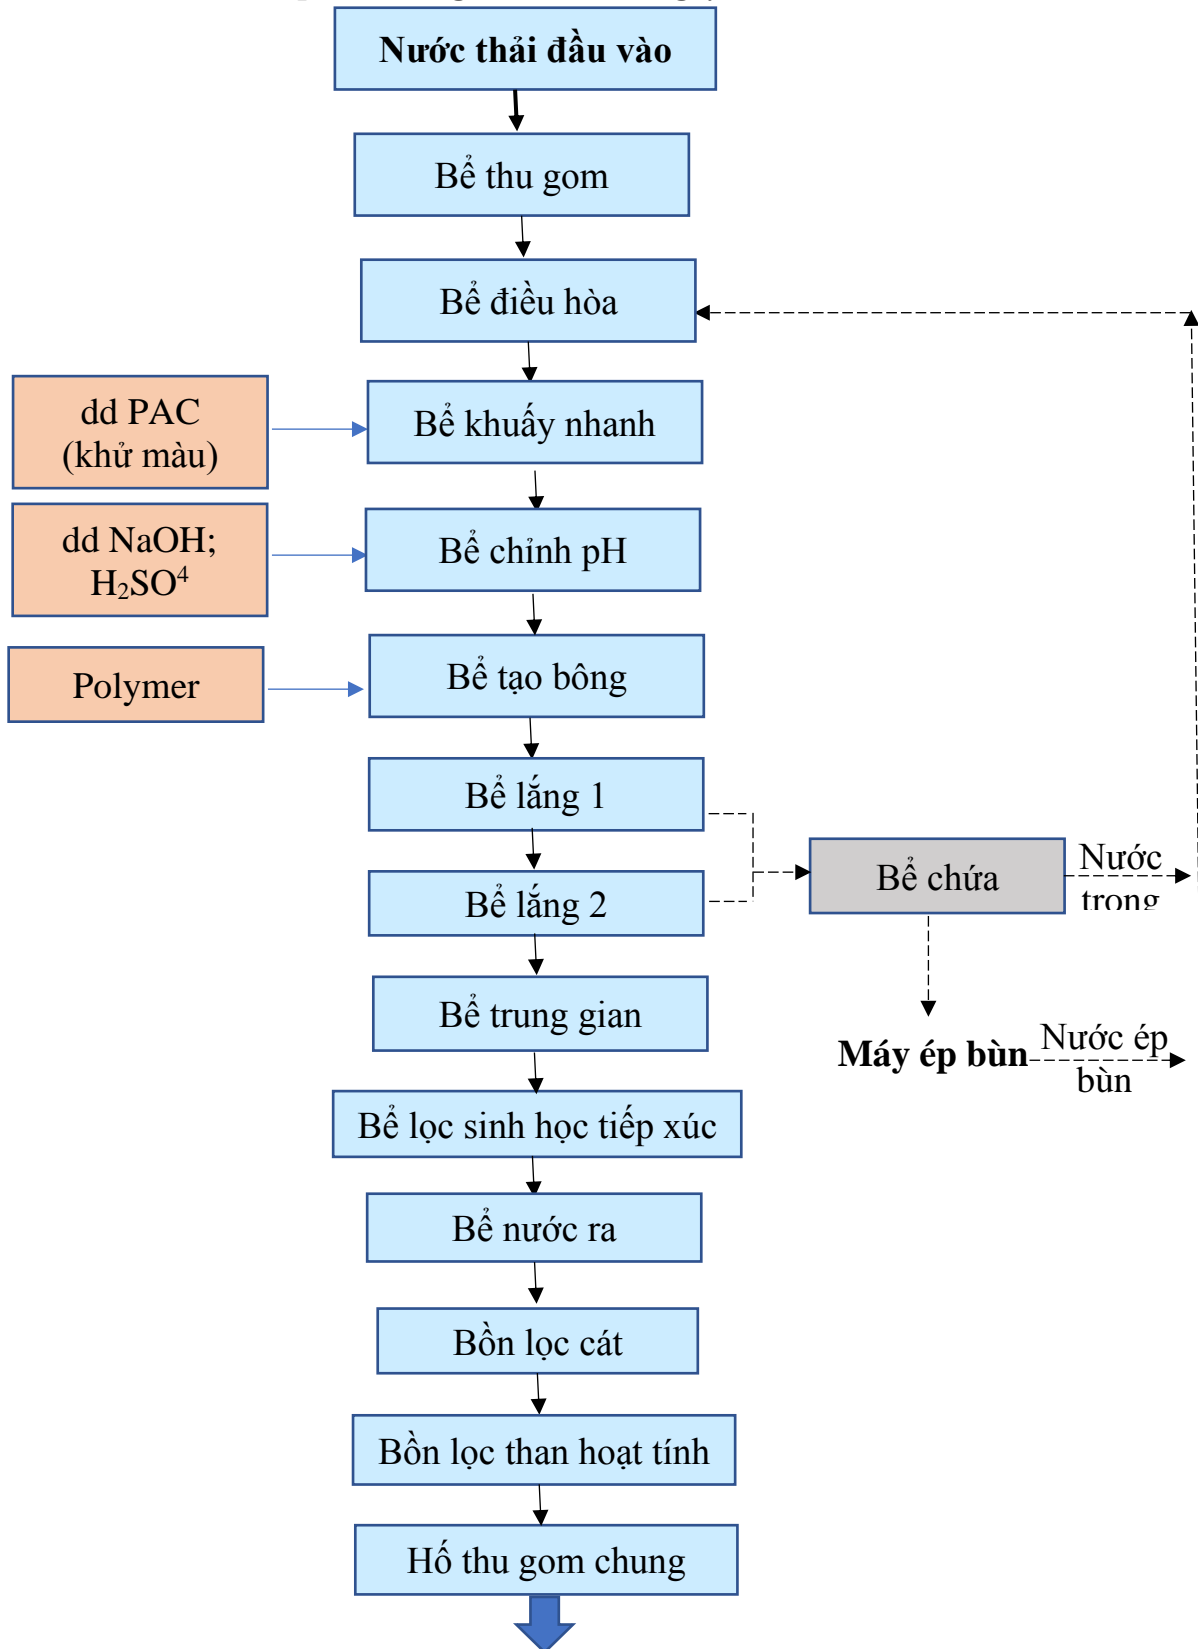 Nước thải đầu vào
Bể thu gom
Bể điều hòa
dd PAC
(khử màu)
Bể khuấy nhanh
dd NaOH;
H₂SO⁴
Bể chỉnh pH
Polymer
Bể tạo bông
Bể lắng 1
Bể lắng 2
Bể chứa
Nước
trong
Bể trung gian
Máy ép bùn
Nước ép
bùn
Bể lọc sinh học tiếp xúc
Bể nước ra
Bồn lọc cát
Bồn lọc than hoạt tính
Hố thu gom chung